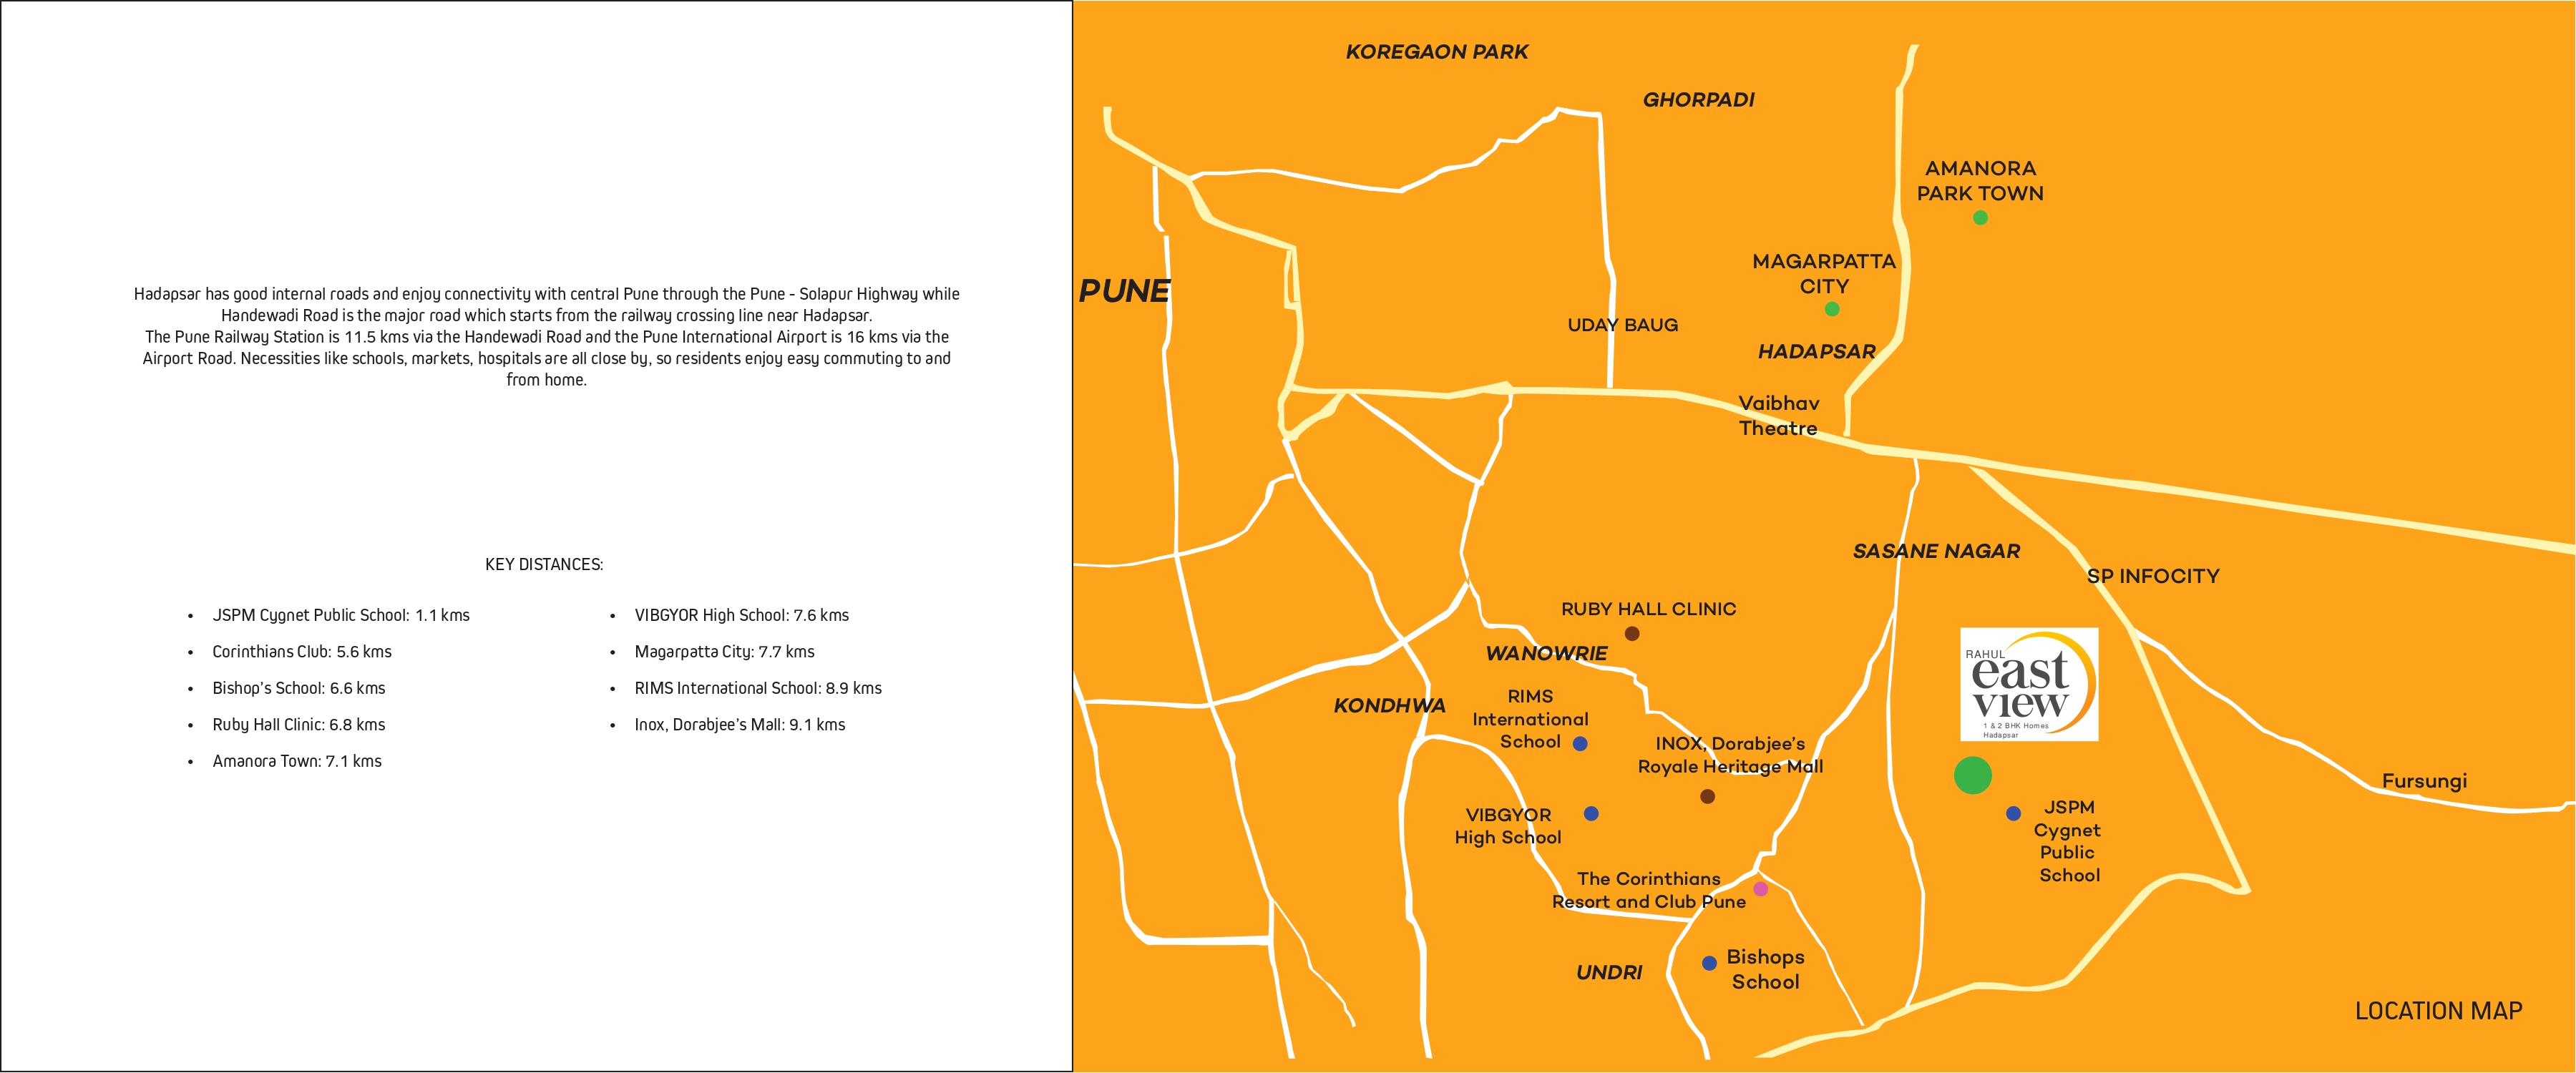 Hadapsar has good internal roads and enjoy connectivity with central Pune through the Pune - Solapur Highway while
Handewadi Road is the major road which starts from the railway crossing line near Hadapsar.
The Pune Railway Station is 11.5 kms via the Handewadi Road and the Pune International Airport is 16 kms via the
Airport Road. Necessities like schools, markets, hospitals are all close by, so residents enjoy easy commuting to and
from home.
KEY DISTANCES:
• JSPM Cygnet Public School: 1.1 kms
• Corinthians Club: 5.6 kms
• Bishop's School: 6.6 kms
• Ruby Hall Clinic: 6.8 kms
• Amanora Town: 7.1 kms
• VIBGYOR High School: 7.6 kms
• Magarpatta City: 7.7 kms
• RIMS International School: 8.9 kms
• Inox, Dorabjee's Mall: 9.1 kms
KOREGAON PARK
GHORPADI
AMANORA
PARK TOWN
MAGARPATTA
CITY
PUNE
UDAY BAUG
HADAPSAR
Vaibhav
Theatre
SASANE NAGAR
SP INFOCITY
RUBY HALL CLINIC
WANOWRIE
RAHUL
east
view
1 & 2 BHK Homes
Hadapsar
KONDHWA
RIMS
International
School
INOX, Dorabjee's
Royale Heritage Mall
Fursungi
VIBGYOR
High School
JSPM
Cygnet
Public
School
The Corinthians
Resort and Club Pune
Bishops
School
UNDRI
LOCATION MAP